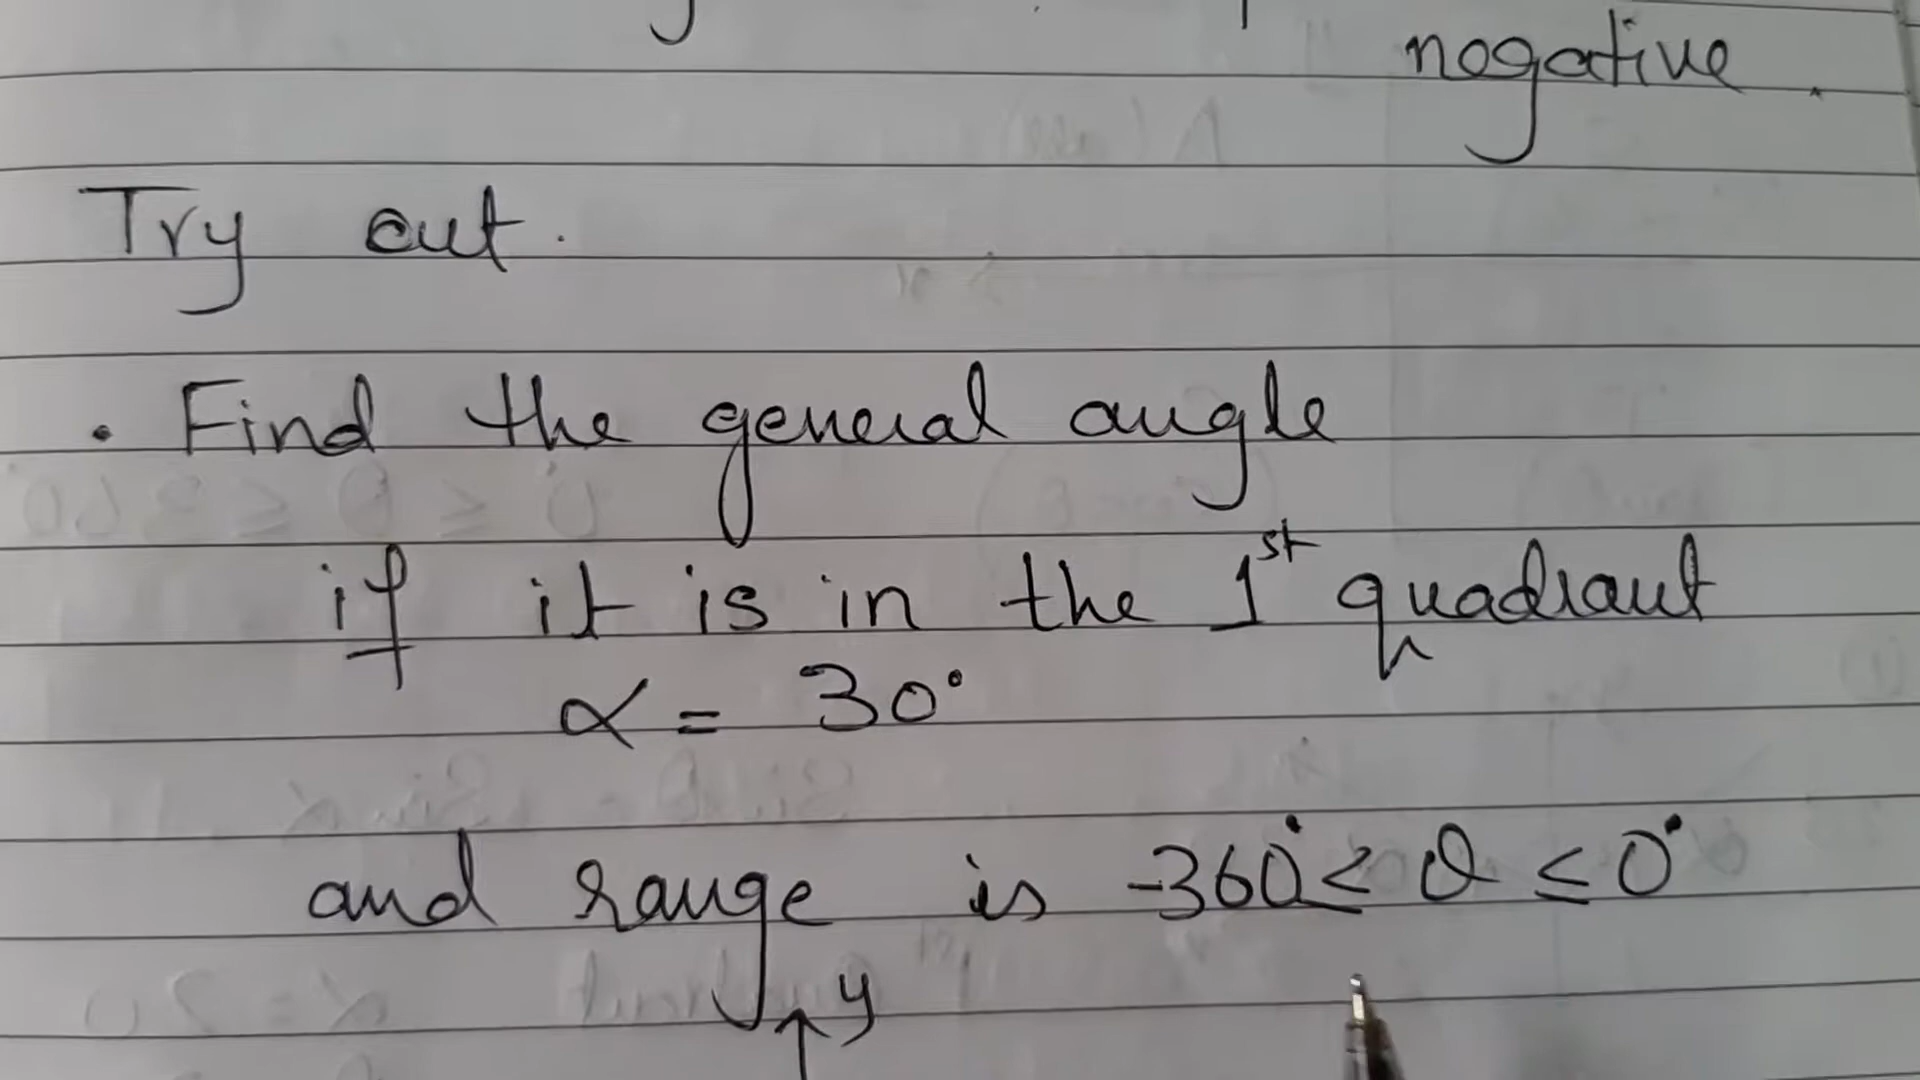 negative.
Try out.
• Find the general angle
if it is in the 1st quadrant
α = 30°
and range is -360° ≤ θ ≤ 0°
y